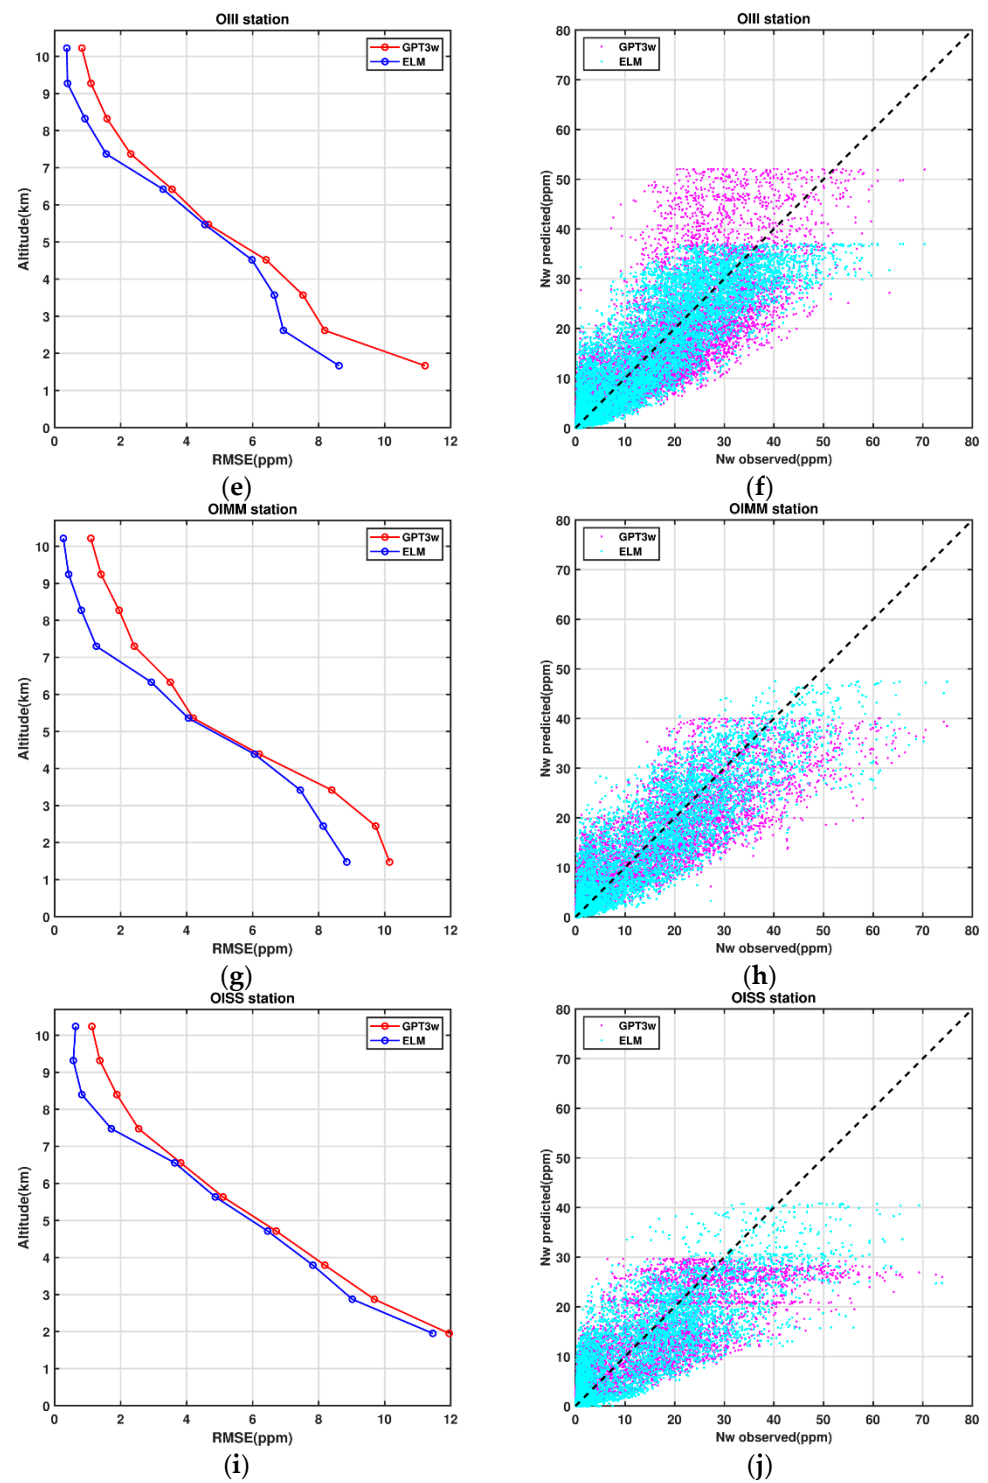 OIII station
GPT3w
ELM
10
9
8
7
6
5
4
3
2
1
0
Altitude(km)
0 2 4 6 8 10 12
RMSE(ppm)
(e)
OIII station
GPT3w
ELM
80
70
60
50
40
30
20
10
0
Nw predicted(ppm)
0 10 20 30 40 50 60 70 80
Nw observed(ppm)
(f)
OIMM station
GPT3w
ELM
10
9
8
7
6
5
4
3
2
1
0
Altitude(km)
0 2 4 6 8 10 12
RMSE(ppm)
(g)
OIMM station
GPT3w
ELM
80
70
60
50
40
30
20
10
0
Nw predicted(ppm)
0 10 20 30 40 50 60 70 80
Nw observed(ppm)
(h)
OISS station
GPT3w
ELM
10
9
8
7
6
5
4
3
2
1
0
Altitude(km)
0 2 4 6 8 10 12
RMSE(ppm)
(i)
OISS station
GPT3w
ELM
80
70
60
50
40
30
20
10
0
Nw predicted(ppm)
0 10 20 30 40 50 60 70 80
Nw observed(ppm)
(j)